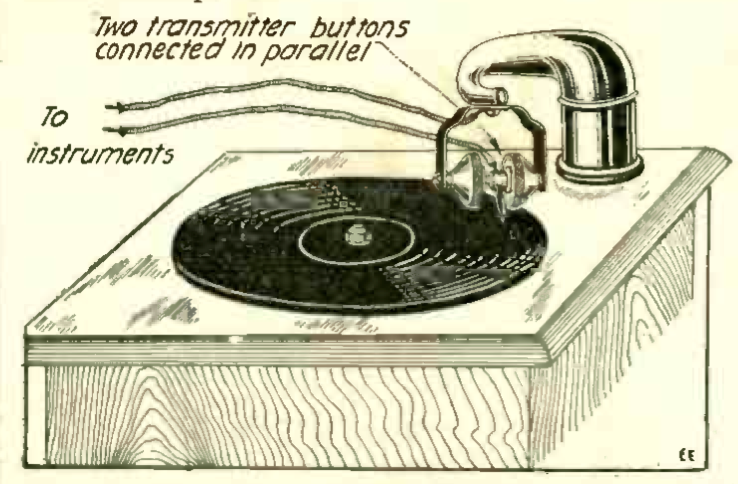 Two transmitter buttons
connected in parallel
To
instruments
EE